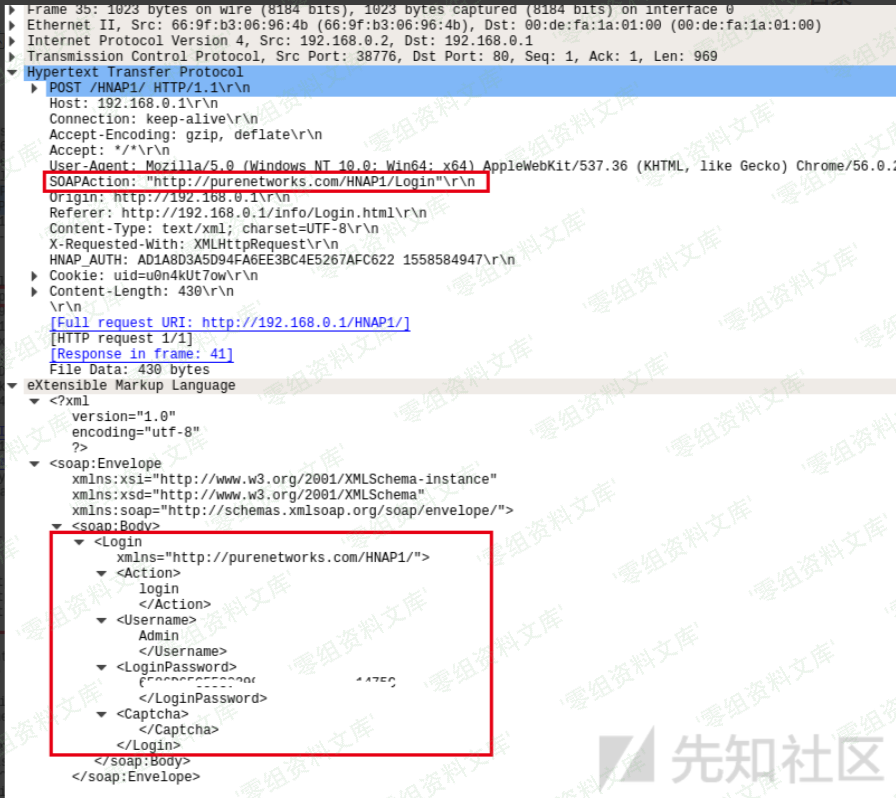 Frame 35: 1023 bytes on wire (8184 bits), 1023 bytes captured (8184 bits) on interface 0
Ethernet II, Src: 66:9f:b3:06:96:4b (66:9f:b3:06:96:4b), Dst: 00:de:fa:1a:01:00 (00:de:fa:1a:01:00)
Internet Protocol Version 4, Src: 192.168.0.2, Dst: 192.168.0.1
Transmission Control Protocol, Src Port: 38776, Dst Port: 80, Seq: 1, Ack: 1, Len: 969
Hypertext Transfer Protocol
POST /HNAP1/ HTTP/1.1\r\n
Host: 192.168.0.1\r\n
Connection: keep-alive\r\n
Accept-Encoding: gzip, deflate\r\n
Accept: */*\r\n
User-Agent: Mozilla/5.0 (Windows NT 10.0; Win64; x64) AppleWebKit/537.36 (KHTML, like Gecko) Chrome/56.0.2
SOAPAction: "http://purenetworks.com/HNAP1/Login"\r\n
Origin: http://192.168.0.1\r\n
Referer: http://192.168.0.1/info/Login.html\r\n
Content-Type: text/xml; charset=UTF-8\r\n
X-Requested-With: XMLHttpRequest\r\n
HNAP_AUTH: AD1A8D3A5D94FA6EE3BC4E5267AFC622 1558584947\r\n
Cookie: uid=u0n4kUt7ow\r\n
Content-Length: 430\r\n
\r\n
[Full request URI: http://192.168.0.1/HNAP1/]
[HTTP request 1/1]
[Response in frame: 41]
File Data: 430 bytes
eXtensible Markup Language
<?xml
version="1.0"
encoding="utf-8"
?>
<soap:Envelope
xmlns:xsi="http://www.w3.org/2001/XMLSchema-instance"
xmlns:xsd="http://www.w3.org/2001/XMLSchema"
xmlns:soap="http://schemas.xmlsoap.org/soap/envelope/">
<soap:Body>
<Login
xmlns="http://purenetworks.com/HNAP1/">
<Action>
login
</Action>
<Username>
Admin
</Username>
<LoginPassword>
</LoginPassword>
<Captcha>
</Captcha>
</Login>
</soap:Body>
</soap:Envelope>
零组资料文库
先知社区